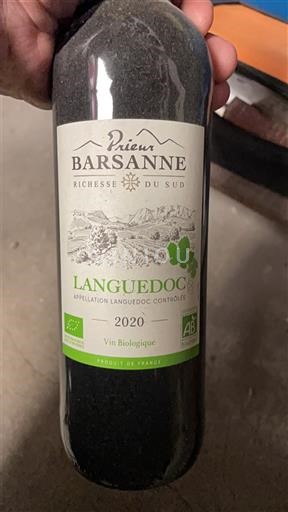 Prieur
BARSANNE
RICHESSE DU SUD
U
LANGUEDOC
APPELLATION LANGUEDOC CONTRÔLÉE
2020
Vin Biologique
AB
PRODUIT DE FRANCE